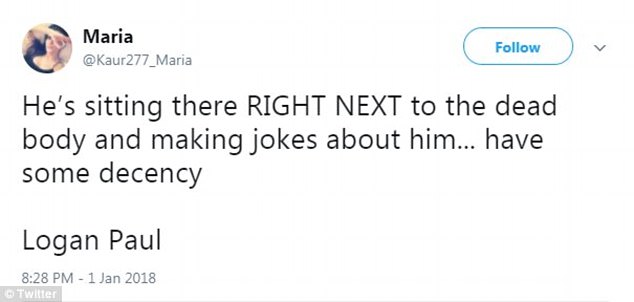 Maria
@Kaur277_Maria
Follow
He's sitting there RIGHT NEXT to the dead
body and making jokes about him... have
some decency
Logan Paul
8:28 PM - 1 Jan 2018
© Twitter